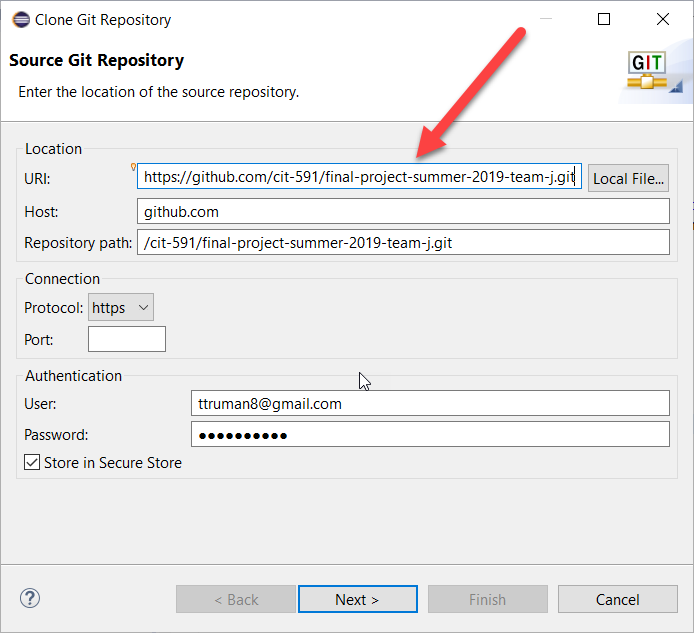 Clone Git Repository
Source Git Repository
GIT
Enter the location of the source repository.
Location
URI: https://github.com/cit-591/final-project-summer-2019-team-j.git Local File...
Host: github.com
Repository path: /cit-591/final-project-summer-2019-team-j.git
Connection
Protocol: https
Port:
Authentication
User: ttruman8@gmail.com
Password: ●●●●●●●●●●
Store in Secure Store
? < Back Next > Finish Cancel